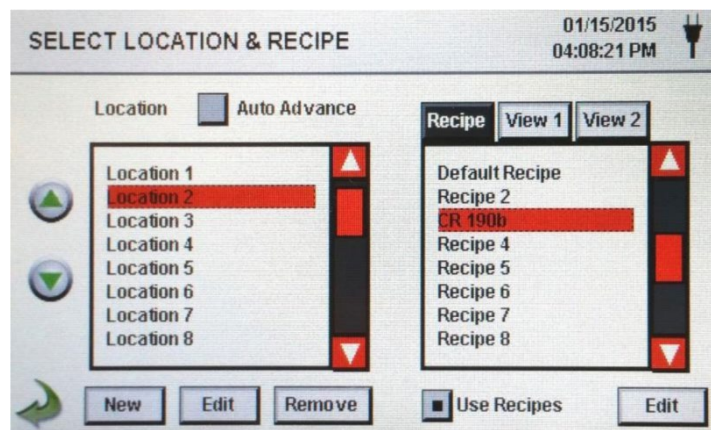 SELECT LOCATION & RECIPE
01/15/2015
04:08:21 PM
Location
Auto Advance
Recipe
View 1
View 2
Location 1
Location 2
Location 3
Location 4
Location 5
Location 6
Location 7
Location 8
Default Recipe
Recipe 2
CR 190b
Recipe 4
Recipe 5
Recipe 6
Recipe 7
Recipe 8
New
Edit
Remove
Use Recipes
Edit